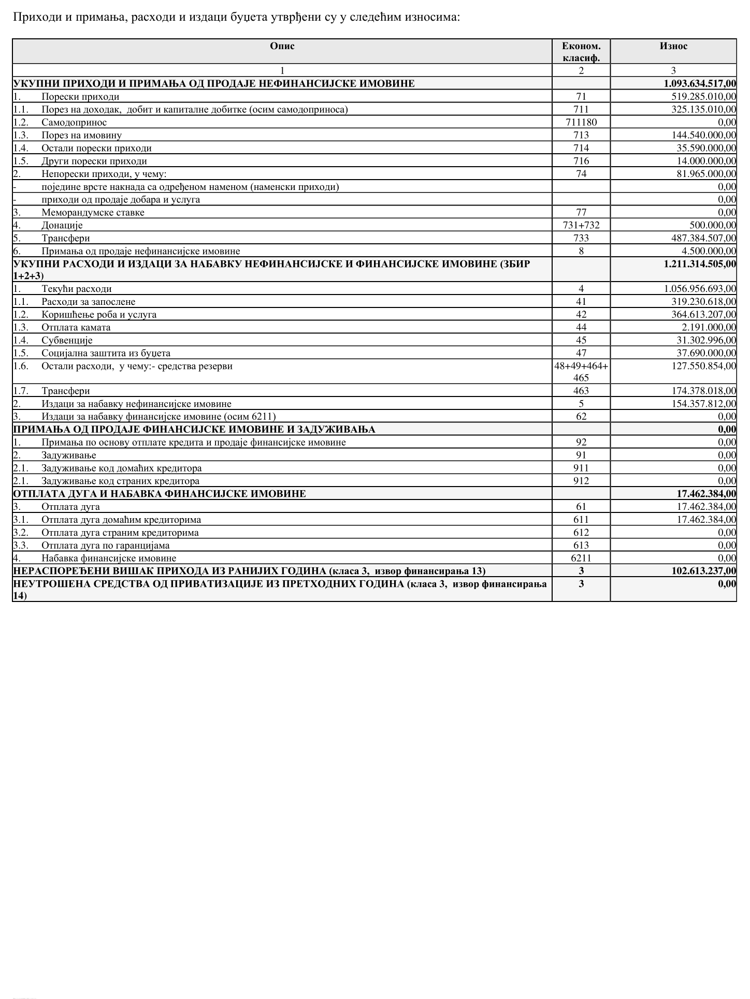 Приходи и примања, расходи и издаци буџета утврђени су у следећим износима:
Опис Економ. Износ
класиф.
1 2 3
УКУПНИ ПРИХОДИ И ПРИМАЊА ОД ПРОДАЈЕ НЕФИНАНСИЈСКЕ ИМОВИНЕ 1.093.634.517,00
1. Порески приходи 71 519.285.010,00
1.1. Порез на доходак, добит и капиталне добитке (осим самодоприноса) 711 325.135.010,00
1.2. Самодопринос 711180 0,00
1.3. Порез на имовину 713 144.540.000,00
1.4. Остали порески приходи 714 35.590.000,00
1.5. Други порески приходи 716 14.000.000,00
2. Непорески приходи, у чему: 74 81.965.000,00
- поједине врсте накнада са одређеном наменом (наменски приходи) 0,00
- приходи од продаје добара и услуга 0,00
3. Меморандумске ставке 77 0,00
4. Донације 731+732 500.000,00
5. Трансфери 733 487.384.507,00
6. Примања од продаје нефинансијске имовине 8 4.500.000,00
УКУПНИ РАСХОДИ И ИЗДАЦИ ЗА НАБАВКУ НЕФИНАНСИЈСКЕ И ФИНАНСИЈСКЕ ИМОВИНЕ (ЗБИР 1.211.314.505,00
1+2+3)
1. Текући расходи 4 1.056.956.693,00
1.1. Расходи за запослене 41 319.230.618,00
1.2. Коришћење роба и услуга 42 364.613.207,00
1.3. Отплата камата 44 2.191.000,00
1.4. Субвенције 45 31.302.996,00
1.5. Социјална заштита из буџета 47 37.690.000,00
1.6. Остали расходи, у чему:- средства резерви 48+49+464+ 127.550.854,00
465
1.7. Трансфери 463 174.378.018,00
2. Издаци за набавку нефинансијске имовине 5 154.357.812,00
3. Издаци за набавку финансијске имовине (осим 6211) 62 0,00
ПРИМАЊА ОД ПРОДАЈЕ ФИНАНСИЈСКЕ ИМОВИНЕ И ЗАДУЖИВАЊА 0,00
1. Примања по основу отплате кредита и продаје финансијске имовине 92 0,00
2. Задуживање 91 0,00
2.1. Задуживање код домаћих кредитора 911 0,00
2.1. Задуживање код страних кредитора 912 0,00
ОТПЛАТА ДУГА И НАБАВКА ФИНАНСИЈСКЕ ИМОВИНЕ 17.462.384,00
3. Отплата дуга 61 17.462.384,00
3.1. Отплата дуга домаћим кредиторима 611 17.462.384,00
3.2. Отплата дуга страним кредиторима 612 0,00
3.3. Отплата дуга по гаранцијама 613 0,00
4. Набавка финансијске имовине 6211 0,00
НЕРАСПОРЕЂЕНИ ВИШАК ПРИХОДА ИЗ РАНИЈИХ ГОДИНА (класа 3, извор финансирања 13) 3 102.613.237,00
НЕУТРОШЕНА СРЕДСТВА ОД ПРИВАТИЗАЦИЈЕ ИЗ ПРЕТХОДНИХ ГОДИНА (класа 3, извор финансирања 3 0,00
14)